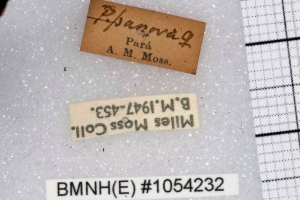 Pará
A. M. Moss.
Miles Moss Coll.
B.M.1947-453.
BMNH(E) #1054232